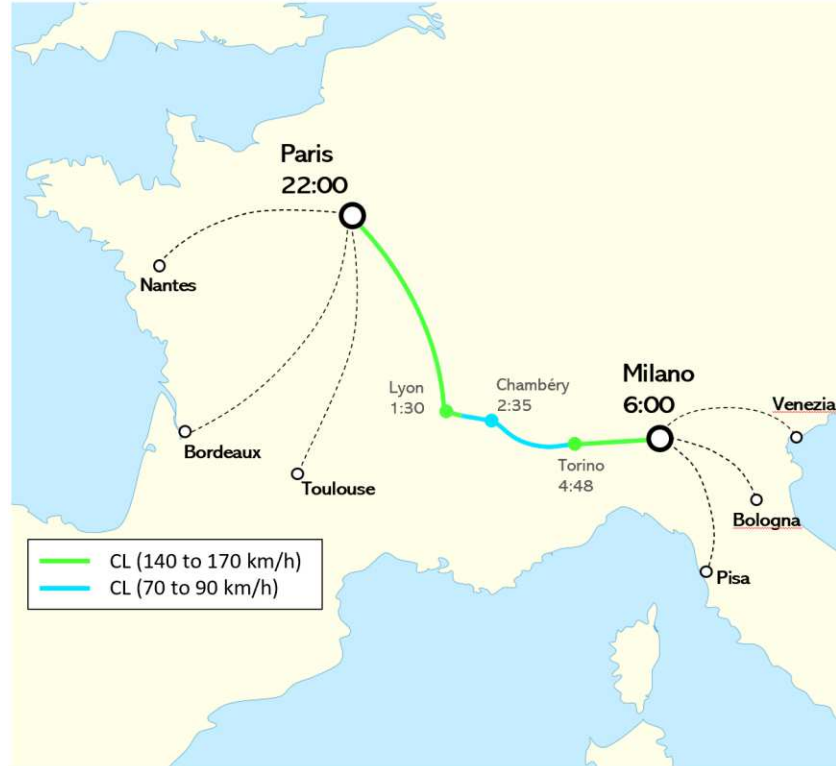 Paris
22:00
Nantes
Bordeaux
Toulouse
Lyon
1:30
Chambéry
2:35
Milano
6:00
Torino
4:48
Venezia
Bologna
Pisa
CL (140 to 170 km/h)
CL (70 to 90 km/h)